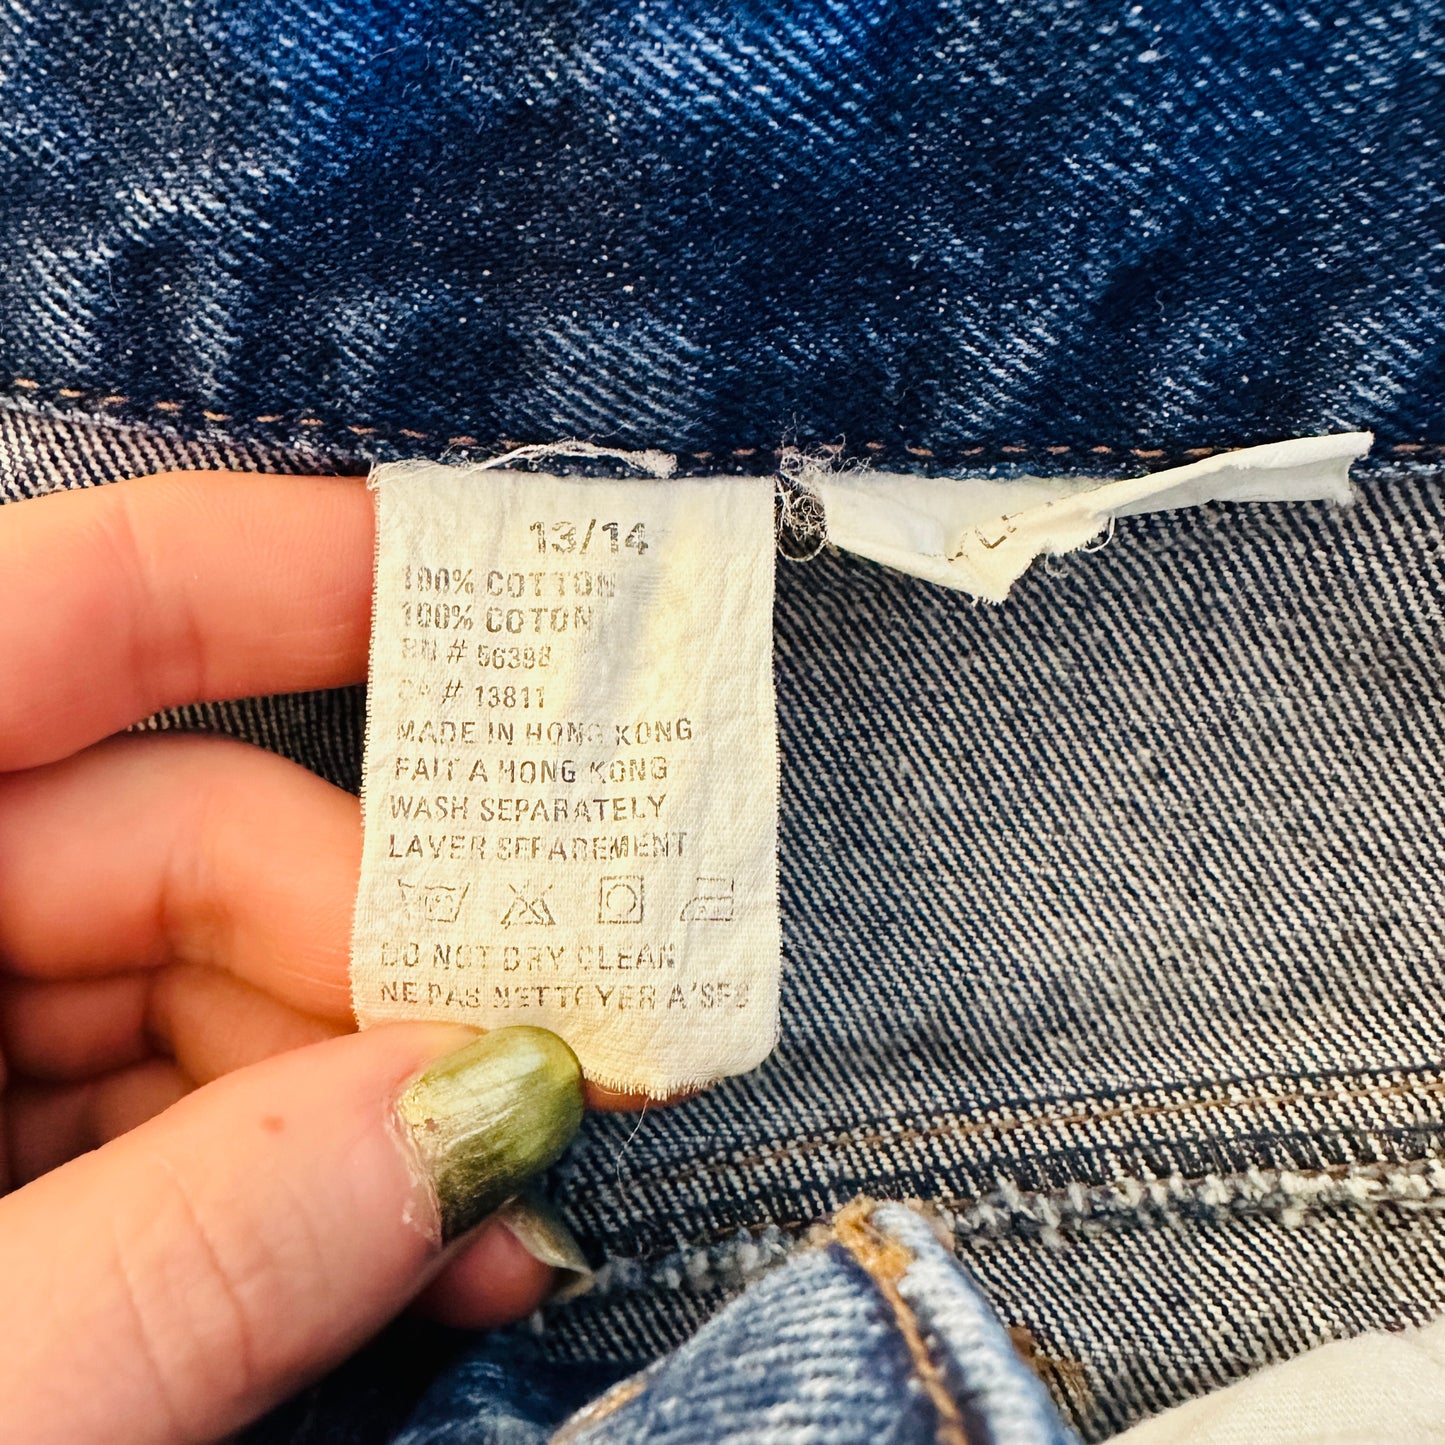 13/14
100% COTTON
100% COTON
RN # 56398
CA # 13811
MADE IN HONG KONG
FAIT A HONG KONG
WASH SEPARATELY
LAVER SEPAREMENT
DO NOT DRY CLEAN
NE PAS NETTOYER A'SEC